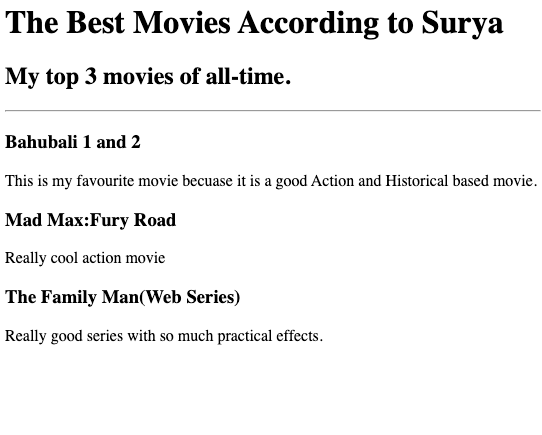 The Best Movies According to Surya
My top 3 movies of all-time.
Bahubali 1 and 2
This is my favourite movie becuase it is a good Action and Historical based movie.
Mad Max:Fury Road
Really cool action movie
The Family Man(Web Series)
Really good series with so much practical effects.